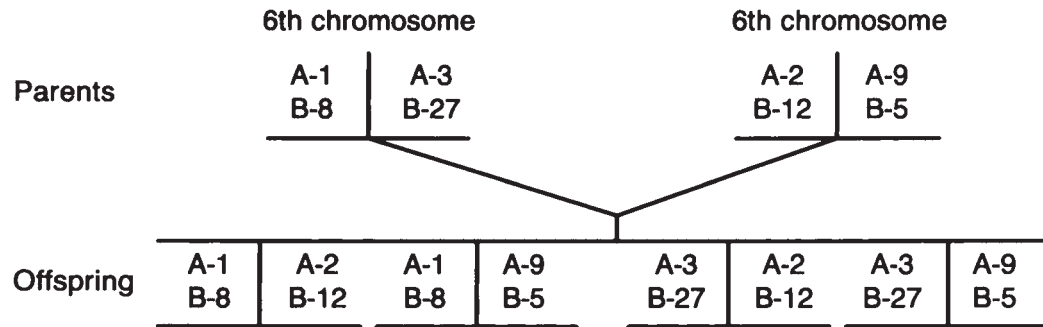 6th chromosome 6th chromosome
Parents
A-1 A-3 A-2 A-9
B-8 B-27 B-12 B-5
Offspring
A-1 A-2 A-1 A-9 A-3 A-2 A-3 A-9
B-8 B-12 B-8 B-5 B-27 B-12 B-27 B-5